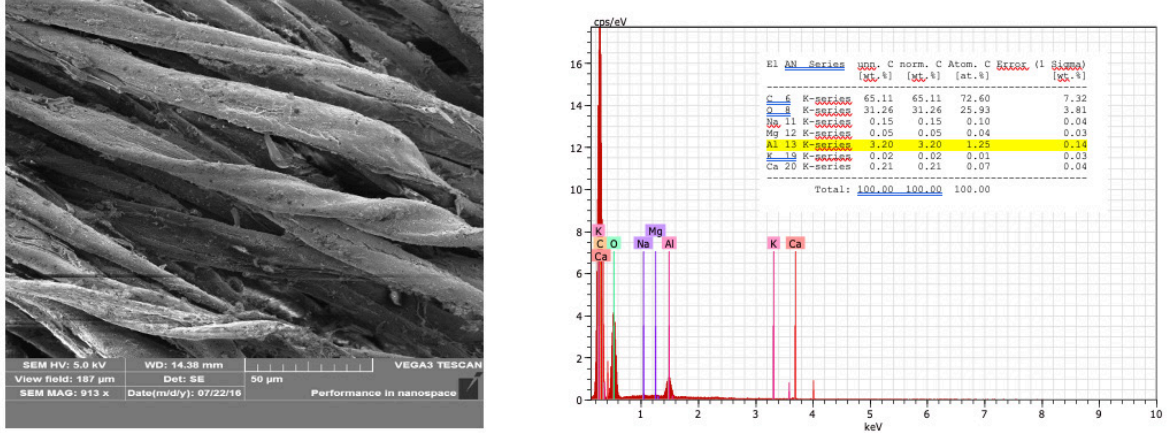 SEM HV: 5.0 kV WD: 14.38 mm VEGA3 TESCAN
View field: 187 µm Det: SE 50 µm
SEM MAG: 913 x Date(m/d/y): 07/22/16 Performance in nanospace
cps/eV
16
14
12
10
8
6
4
2
0
El AN Series unn. C norm. C Atom. C Error (1 Sigma)
[wt.%] [wt.%] [at.%] [wt.%]
C 6 K-series 65.11 65.11 72.60 7.32
O 8 K-series 31.26 31.26 25.93 3.81
Na 11 K-series 0.15 0.15 0.10 0.04
Mg 12 K-series 0.05 0.05 0.04 0.03
Al 13 K-series 3.20 3.20 1.25 0.14
K 19 K-series 0.02 0.02 0.01 0.03
Ca 20 K-series 0.21 0.21 0.07 0.04
Total: 100.00 100.00 100.00
K Mg
C O Na Al K Ca
Ca
1 2 3 4 5 6 7 8 9 10
keV